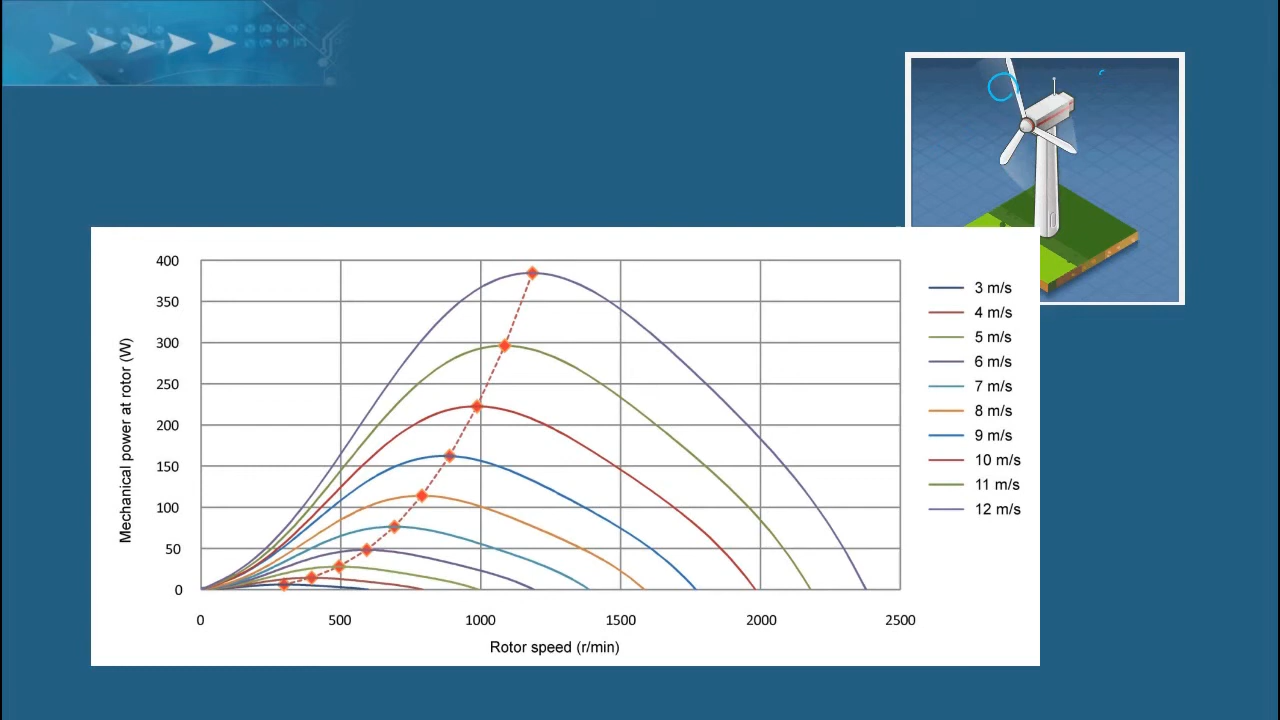 400
350
300
250
200
150
100
50
0
Mechanical power at rotor (W)
0 500 1000 1500 2000 2500
Rotor speed (r/min)
3 m/s
4 m/s
5 m/s
6 m/s
7 m/s
8 m/s
9 m/s
10 m/s
11 m/s
12 m/s